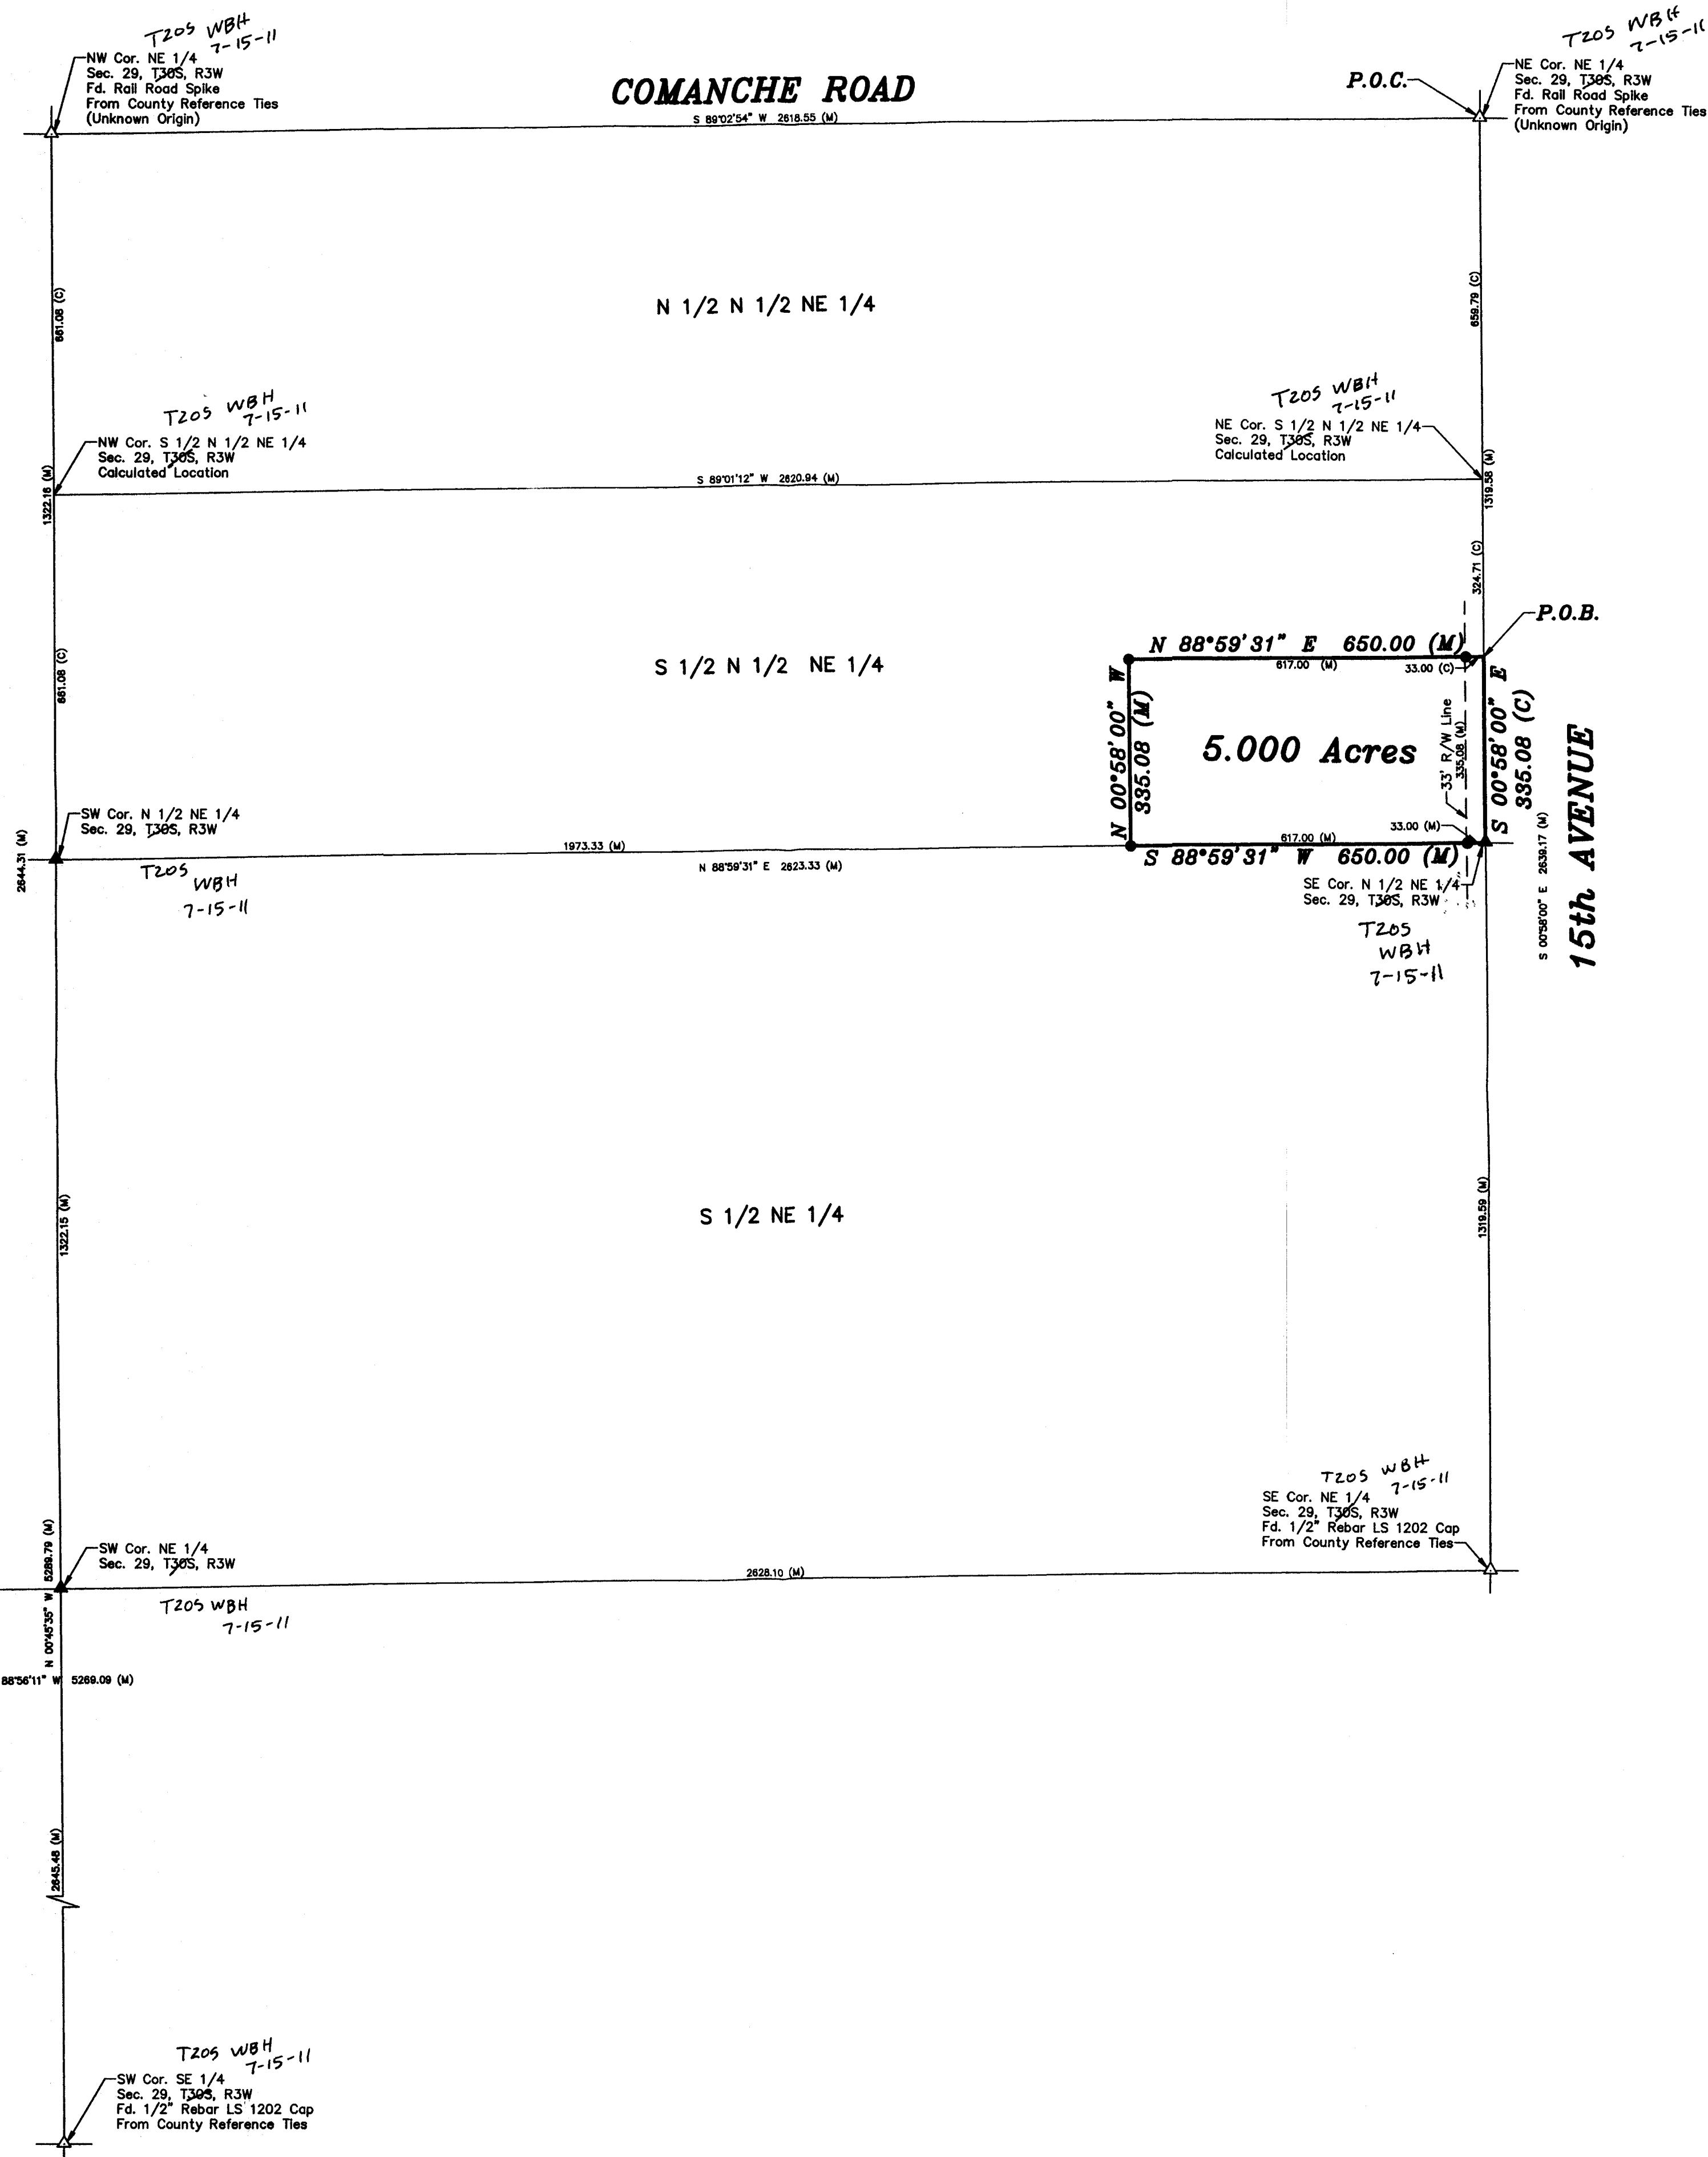 T20S WBH
7-15-11
NW Cor. NE 1/4
Sec. 29, T30S, R3W
Fd. Rail Road Spike
From County Reference Ties
(Unknown Origin)
COMANCHE ROAD
S 89°02'54" W 2618.55 (M)
P.O.C.
T20S WBH
7-15-11
NE Cor. NE 1/4
Sec. 29, T30S, R3W
Fd. Rail Road Spike
From County Reference Ties
(Unknown Origin)
661.08 (C)
N 1/2 N 1/2 NE 1/4
659.79 (C)
T20S WBH
7-15-11
NW Cor. S 1/2 N 1/2 NE 1/4
Sec. 29, T30S, R3W
Calculated Location
T20S WBH
7-15-11
NE Cor. S 1/2 N 1/2 NE 1/4
Sec. 29, T30S, R3W
Calculated Location
1322.16 (M)
S 89°01'12" W 2620.94 (M)
1319.58 (M)
324.71 (C)
P.O.B.
661.08 (C)
S 1/2 N 1/2 NE 1/4
N 88°59'31" E 650.00 (M)
617.00 (M)
33.00 (C)
N 00°58'00" W
335.08 (M)
5.000 Acres
33' R/W Line
335.08 (M)
S 00°58'00" E
335.08 (C)
15th AVENUE
S 00°58'00" E 2639.17 (M)
SW Cor. N 1/2 NE 1/4
Sec. 29, T30S, R3W
2644.31 (M)
1973.33 (M)
N 88°59'31" E 2623.33 (M)
617.00 (M)
33.00 (M)
S 88°59'31" W 650.00 (M)
SE Cor. N 1/2 NE 1/4
Sec. 29, T30S, R3W
T20S
WBH
7-15-11
T20S
WBH
7-15-11
1322.15 (M)
S 1/2 NE 1/4
1319.59 (M)
T20S WBH
7-15-11
SE Cor. NE 1/4
Sec. 29, T30S, R3W
Fd. 1/2" Rebar LS 1202 Cap
From County Reference Ties
SW Cor. NE 1/4
Sec. 29, T30S, R3W
2628.10 (M)
T20S WBH
7-15-11
N 00°45'35" W 5289.79 (M)
88°56'11" W 5269.09 (M)
2645.48 (M)
T20S WBH
7-15-11
SW Cor. SE 1/4
Sec. 29, T30S, R3W
Fd. 1/2" Rebar LS 1202 Cap
From County Reference Ties